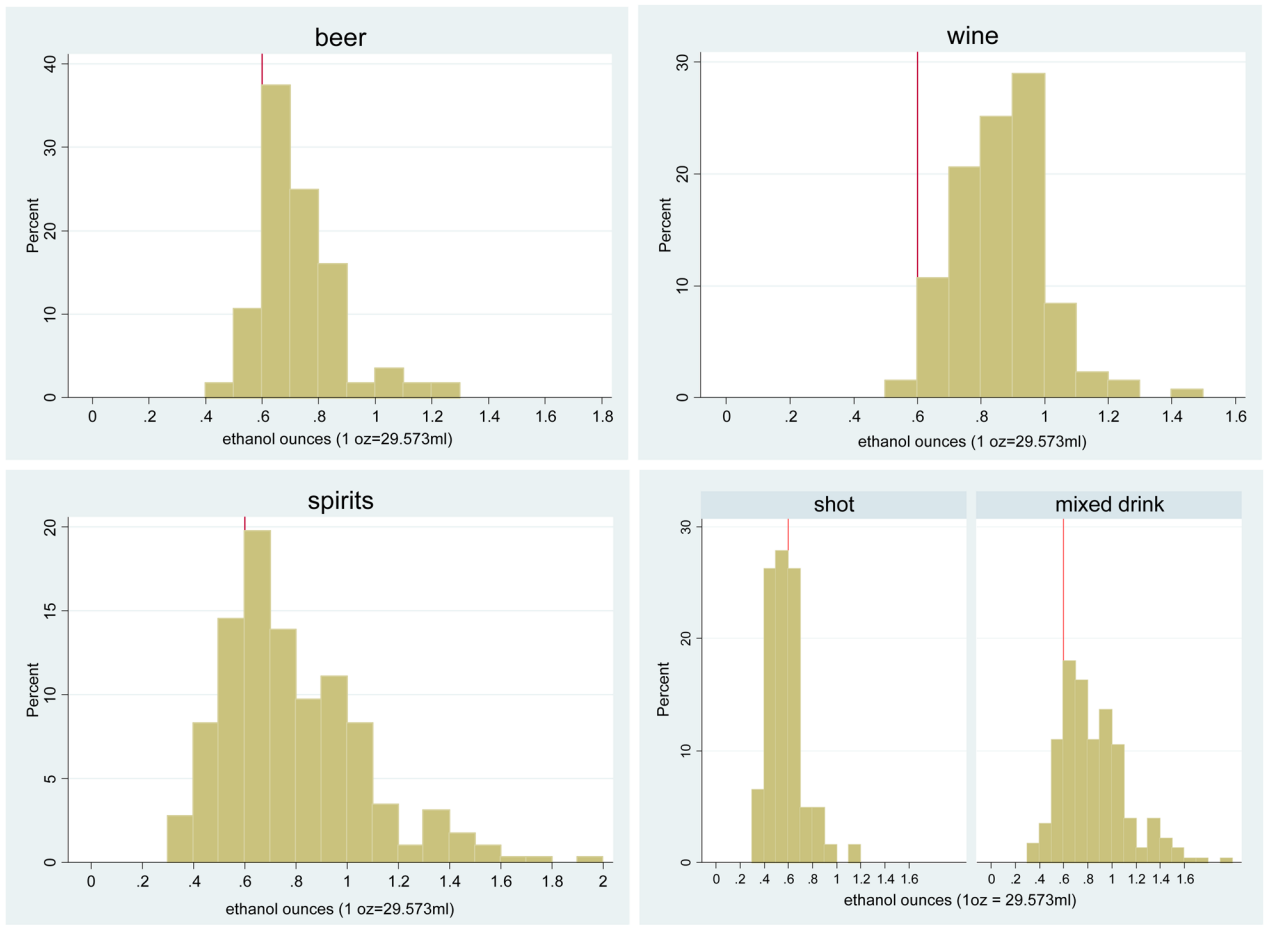 beer
40
30
20
10
0
Percent
0 .2 .4 .6 .8 1 1.2 1.4 1.6 1.8
ethanol ounces (1 oz=29.573ml)
wine
30
20
10
0
Percent
0 .2 .4 .6 .8 1 1.2 1.4 1.6
ethanol ounces (1 oz=29.573ml)
spirits
20
15
10
5
0
Percent
0 .2 .4 .6 .8 1 1.2 1.4 1.6 1.8 2
ethanol ounces (1 oz=29.573ml)
shot mixed drink
30
20
10
0
Percent
0 .2 .4 .6 .8 1 1.2 1.4 1.6 0 .2 .4 .6 .8 1 1.2 1.4 1.6
ethanol ounces (1oz = 29.573ml)